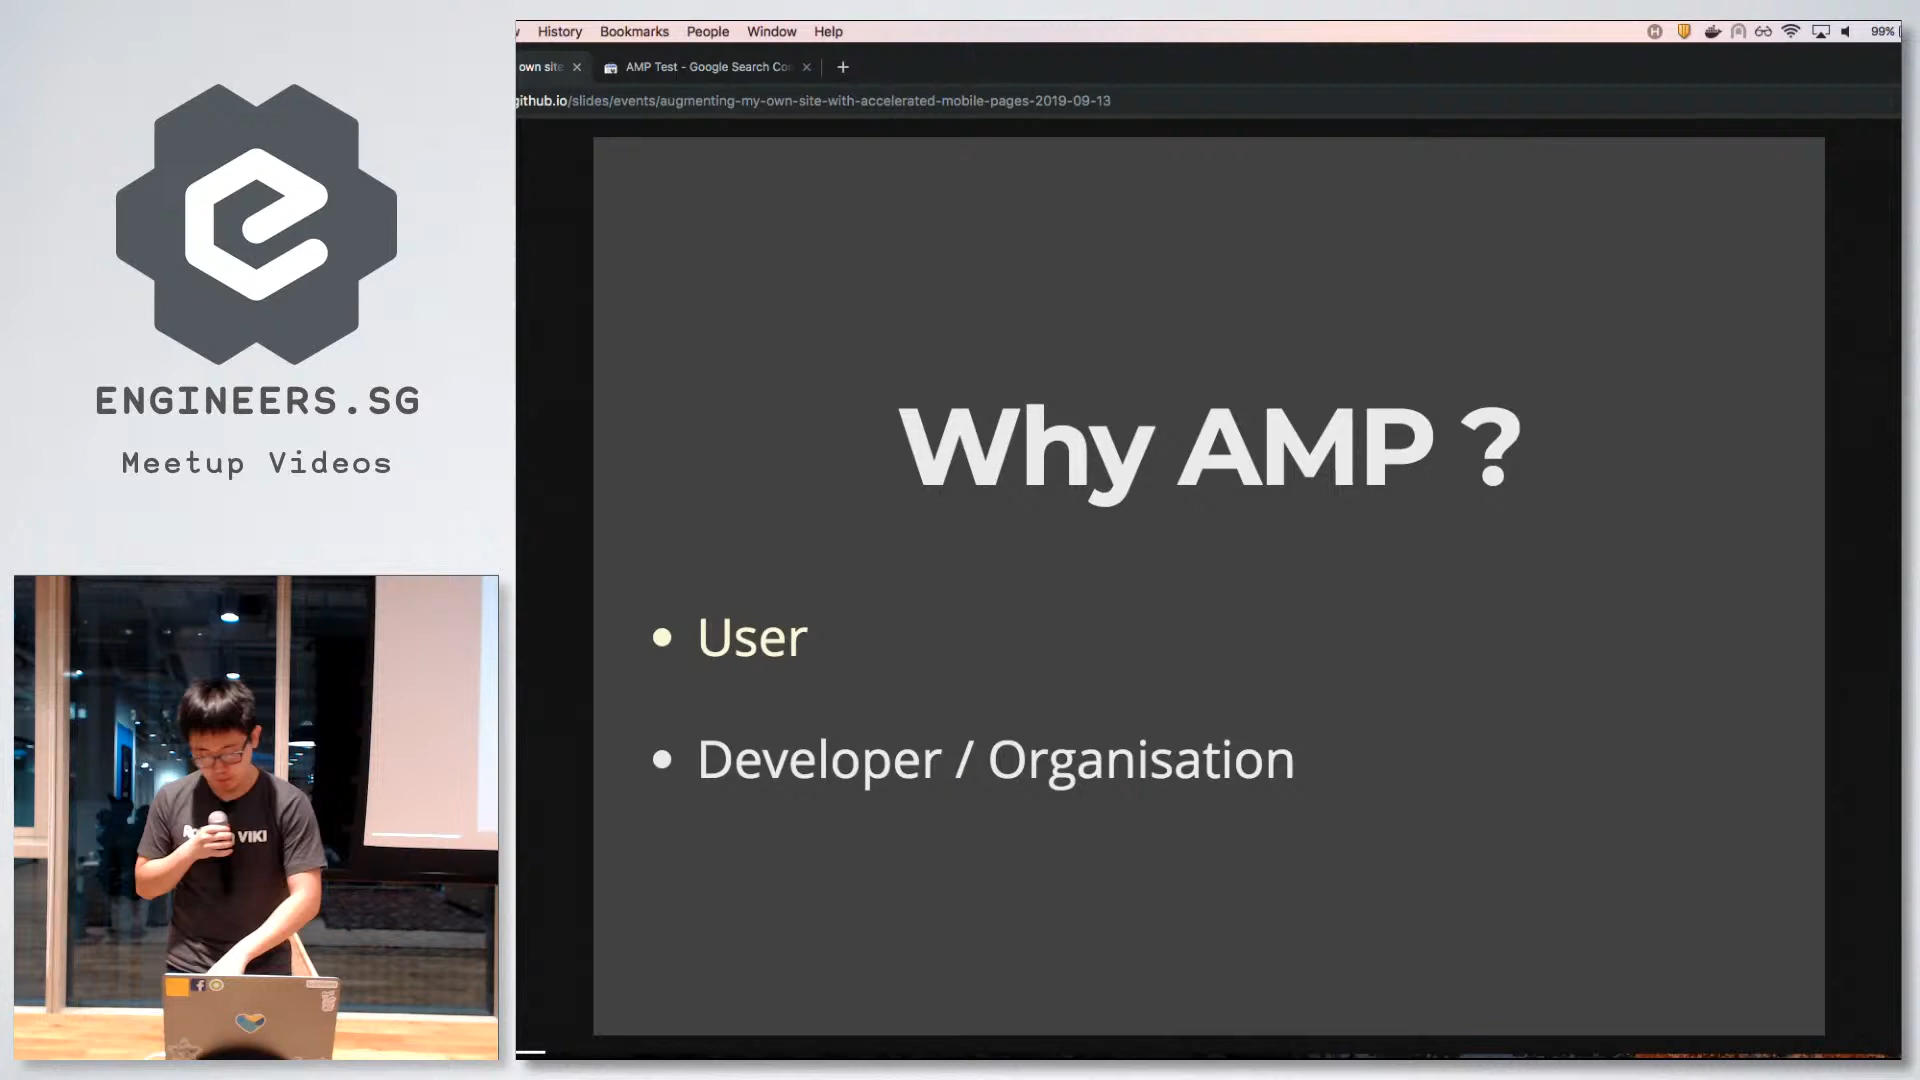 ENGINEERS.SG
Meetup Videos
History Bookmarks People Window Help
99%
own site
AMP Test - Google Search Co
github.io/slides/events/augmenting-my-own-site-with-accelerated-mobile-pages-2019-09-13
Why AMP ?
• User
• Developer / Organisation
VIKI